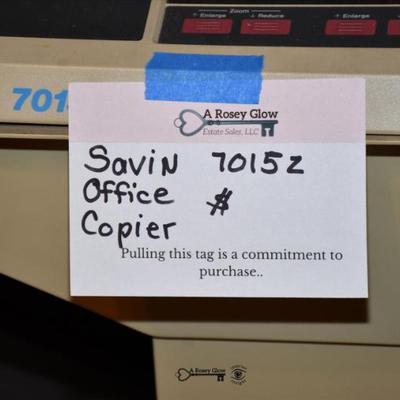 Zoom
↑ Enlarge ↓ Reduce ↑ Enlarge
701
A Rosey Glow
Estate Sales, LLC
Savin 7015Z
Office $
Copier
Pulling this tag is a commitment to
purchase..
A Rosey Glow